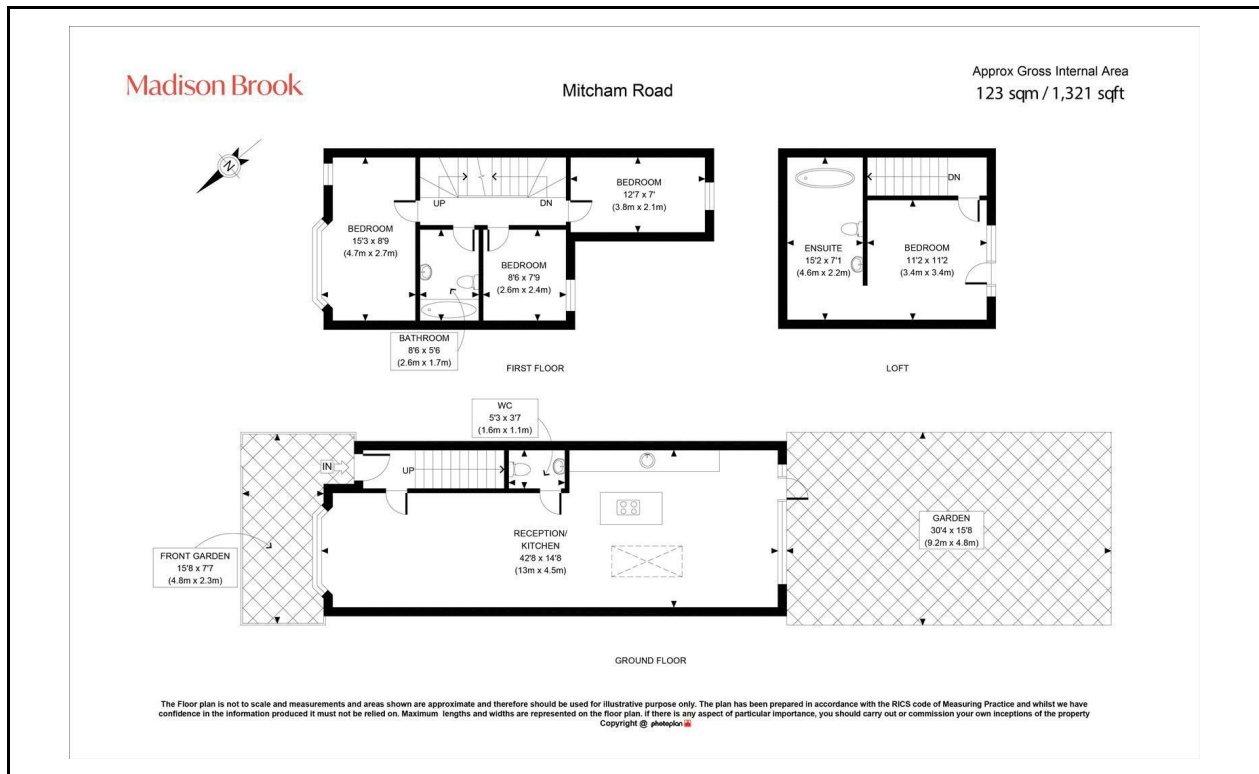 Madison Brook
Mitcham Road
Approx Gross Internal Area
123 sqm / 1,321 sqft
N
BEDROOM
15'3 x 8'9
(4.7m x 2.7m)
UP
DN
BEDROOM
12'7 x 7'
(3.8m x 2.1m)
BEDROOM
8'6 x 7'9
(2.6m x 2.4m)
BATHROOM
8'6 x 5'6
(2.6m x 1.7m)
FIRST FLOOR
DN
ENSUITE
15'2 x 7'1
(4.6m x 2.2m)
BEDROOM
11'2 x 11'2
(3.4m x 3.4m)
LOFT
WC
5'3 x 3'7
(1.6m x 1.1m)
IN
UP
RECEPTION/
KITCHEN
42'8 x 14'8
(13m x 4.5m)
FRONT GARDEN
15'8 x 7'7
(4.8m x 2.3m)
GARDEN
30'4 x 15'8
(9.2m x 4.8m)
GROUND FLOOR
The Floor plan is not to scale and measurements and areas shown are approximate and therefore should be used for illustrative purpose only. The plan has been prepared in accordance with the RICS code of Measuring Practice and whilst we have
confidence in the information produced it must not be relied on. Maximum lengths and widths are represented on the floor plan. if there is any aspect of particular importance, you should carry out or commission your own inceptions of the property
Copyright @ photoplan